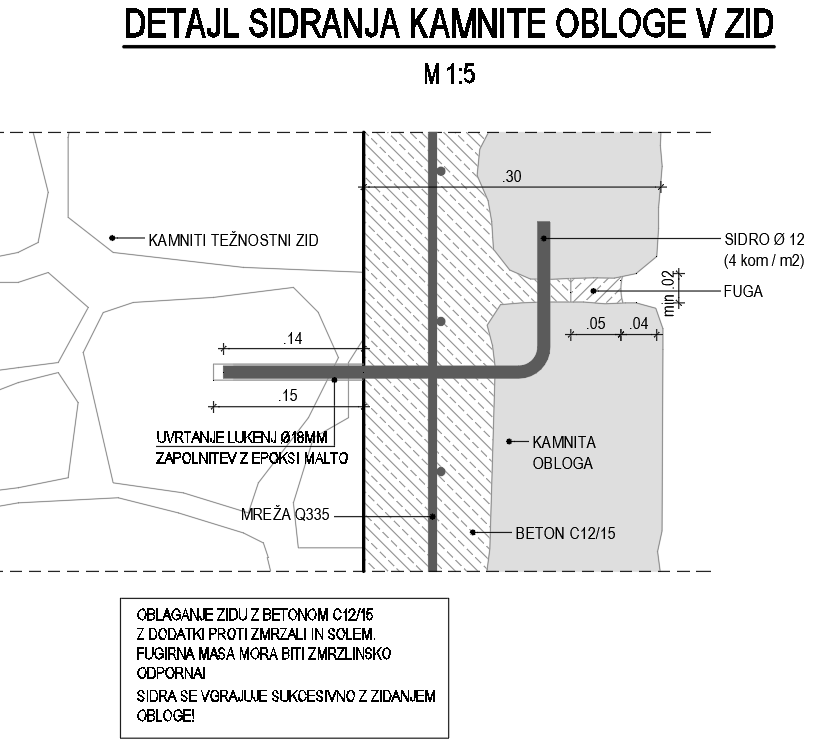 DETAJL SIDRANJA KAMNITE OBLOGE V ZID
M 1:5
.30
KAMNITI TEŽNOSTNI ZID
SIDRO Ø 12
(4 kom / m2)
FUGA
min .02
.05
.04
.14
.15
UVRTANJE LUKENJ Ø18MM
ZAPOLNITEV Z EPOKSI MALTO
KAMNITA
OBLOGA
MREŽA Q335
BETON C12/15
OBLAGANJE ZIDU Z BETONOM C12/15
Z DODATKI PROTI ZMRZALI IN SOLEM.
FUGIRNA MASA MORA BITI ZMRZLINSKO
ODPORNA!
SIDRA SE VGRAJUJE SUKCESIVNO Z ZIDANJEM
OBLOGE!